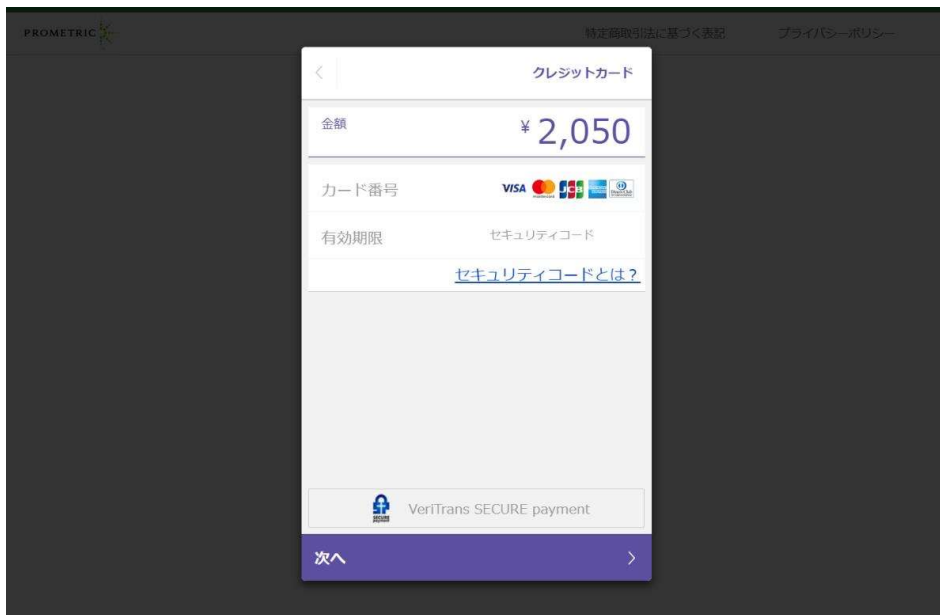 PROMETRIC
特定商取引法に基づく表記 プライバシーポリシー
クレジットカード
金額 ¥ 2,050
カード番号 VISA JCB
有効期限 セキュリティコード
セキュリティコードとは?
VeriTrans SECURE payment
次へ